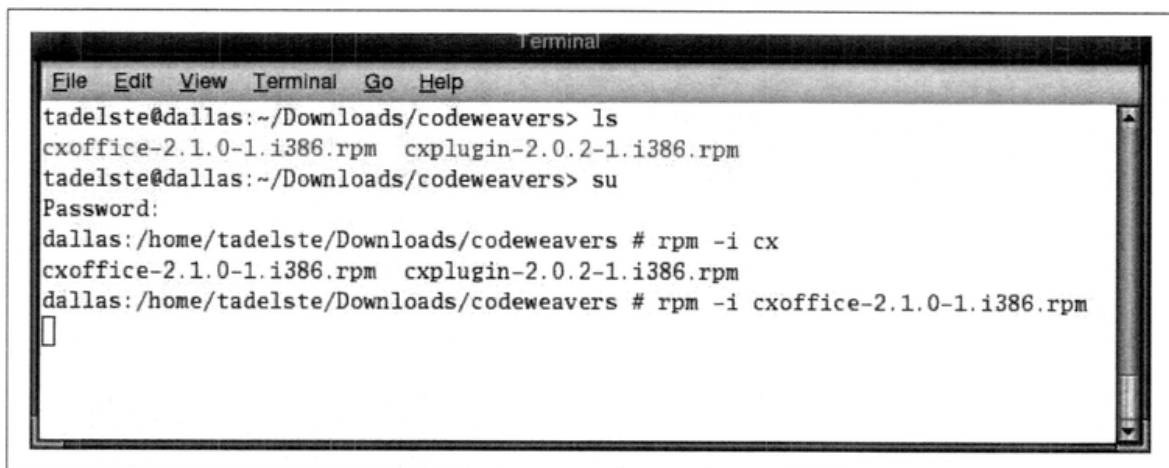 Terminal
File Edit View Terminal Go Help
tadelste@dallas:~/Downloads/codeweavers> ls
cxoffice-2.1.0-1.i386.rpm cxplugin-2.0.2-1.i386.rpm
tadelste@dallas:~/Downloads/codeweavers> su
Password:
dallas:/home/tadelste/Downloads/codeweavers # rpm -i cx
cxoffice-2.1.0-1.i386.rpm cxplugin-2.0.2-1.i386.rpm
dallas:/home/tadelste/Downloads/codeweavers # rpm -i cxoffice-2.1.0-1.i386.rpm